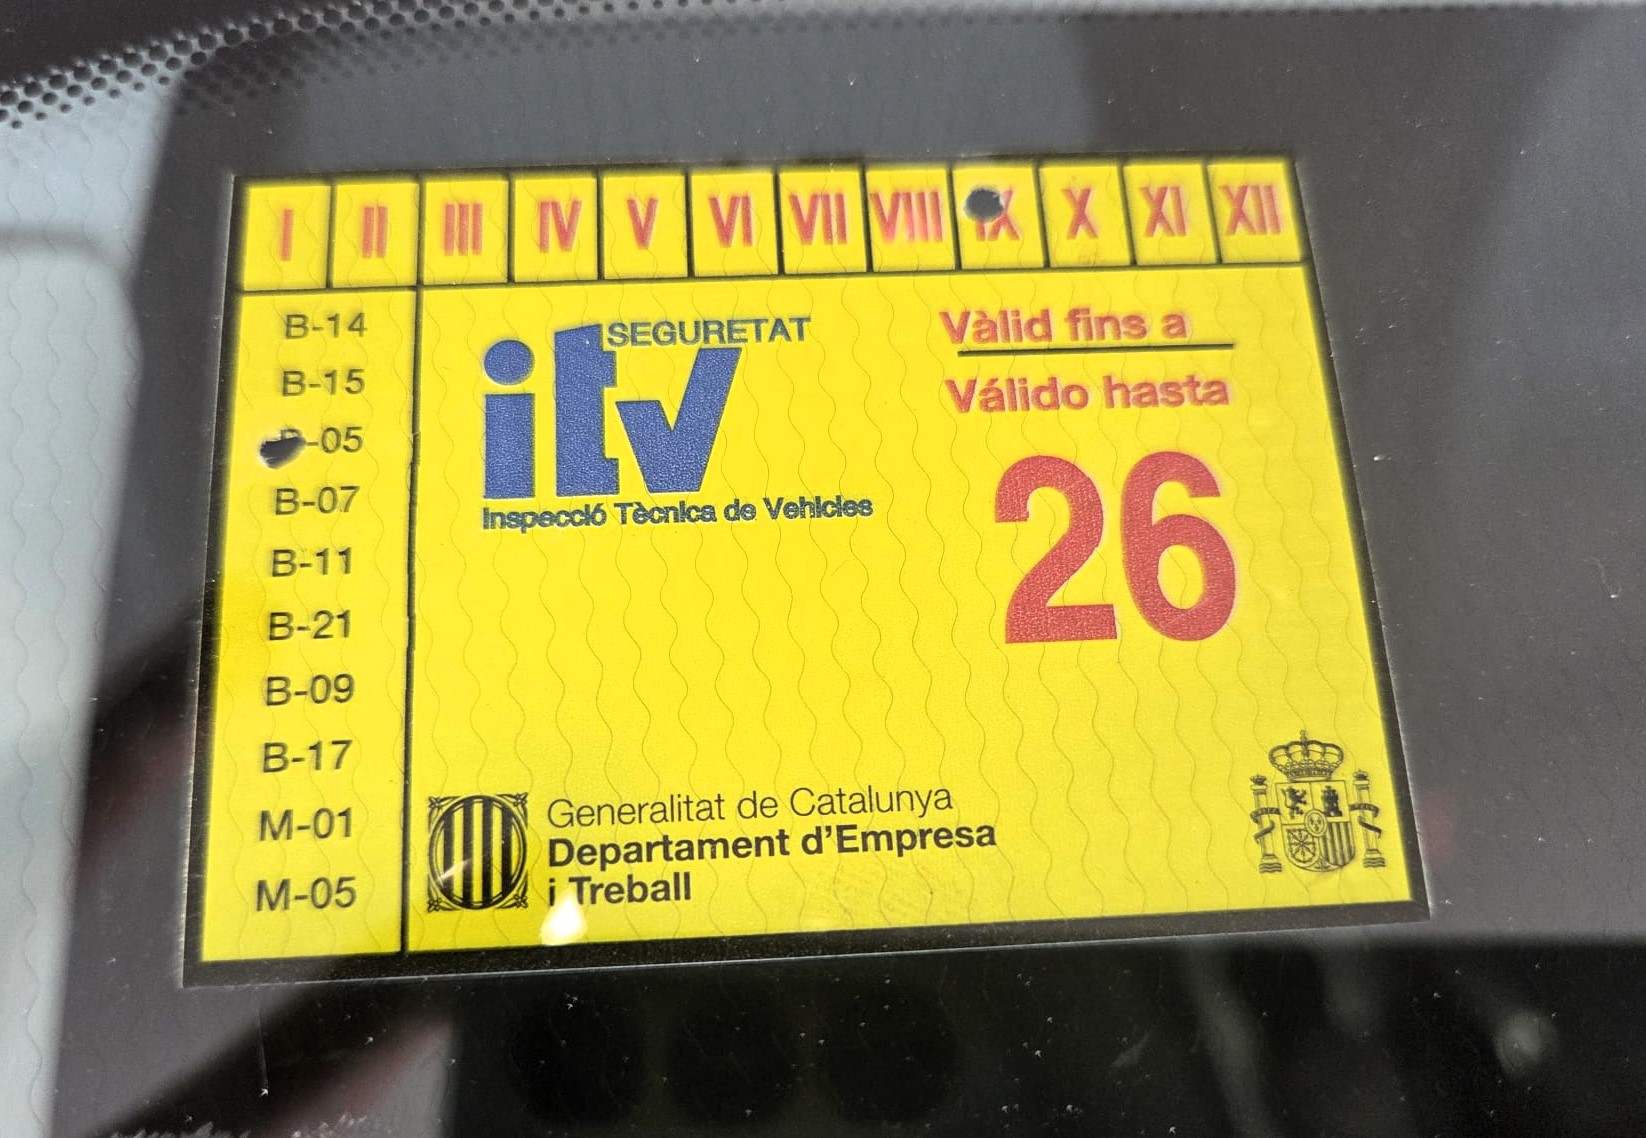 I II III IV V VI VII VIII IX X XI XII
B-14
B-15
B-05
B-07
B-11
B-21
B-09
B-17
M-01
M-05
SEGURETAT
itv
Inspecció Tècnica de Vehicles
Vàlid fins a
Válido hasta
26
Generalitat de Catalunya
Departament d'Empresa
i Treball